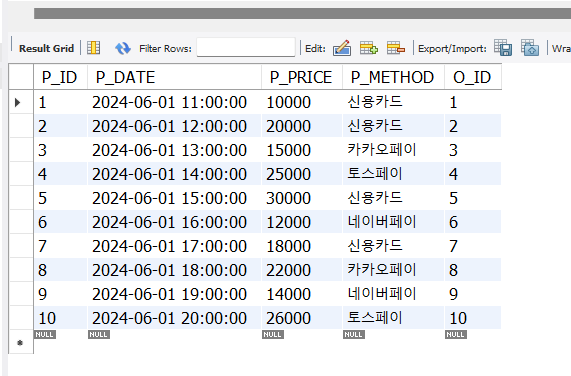 Result Grid Filter Rows: Edit: Export/Import: Wra
P_ID P_DATE P_PRICE P_METHOD O_ID
1 2024-06-01 11:00:00 10000 신용카드 1
2 2024-06-01 12:00:00 20000 신용카드 2
3 2024-06-01 13:00:00 15000 카카오페이 3
4 2024-06-01 14:00:00 25000 토스페이 4
5 2024-06-01 15:00:00 30000 신용카드 5
6 2024-06-01 16:00:00 12000 네이버페이 6
7 2024-06-01 17:00:00 18000 신용카드 7
8 2024-06-01 18:00:00 22000 카카오페이 8
9 2024-06-01 19:00:00 14000 네이버페이 9
10 2024-06-01 20:00:00 26000 토스페이 10
NULL NULL NULL NULL NULL